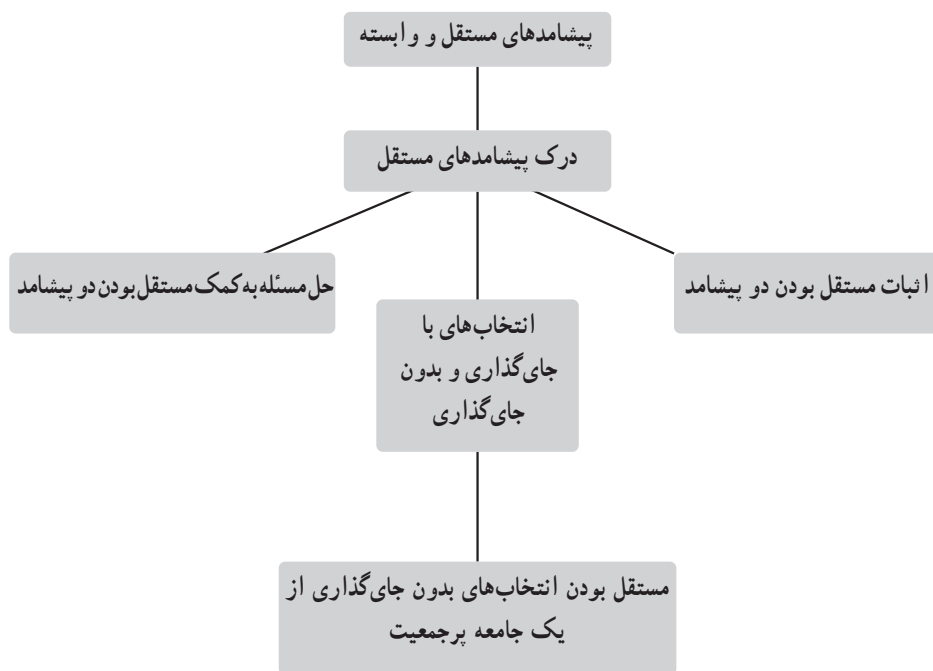 پیشامدهای مستقل و وابسته
درک پیشامدهای مستقل
اثبات مستقل بودن دو پیشامد
انتخاب‌های با
جای‌گذاری و بدون
جای‌گذاری
حل مسئله به کمک مستقل بودن دو پیشامد
مستقل بودن انتخاب‌های بدون جای‌گذاری از
یک جامعه پرجمعیت